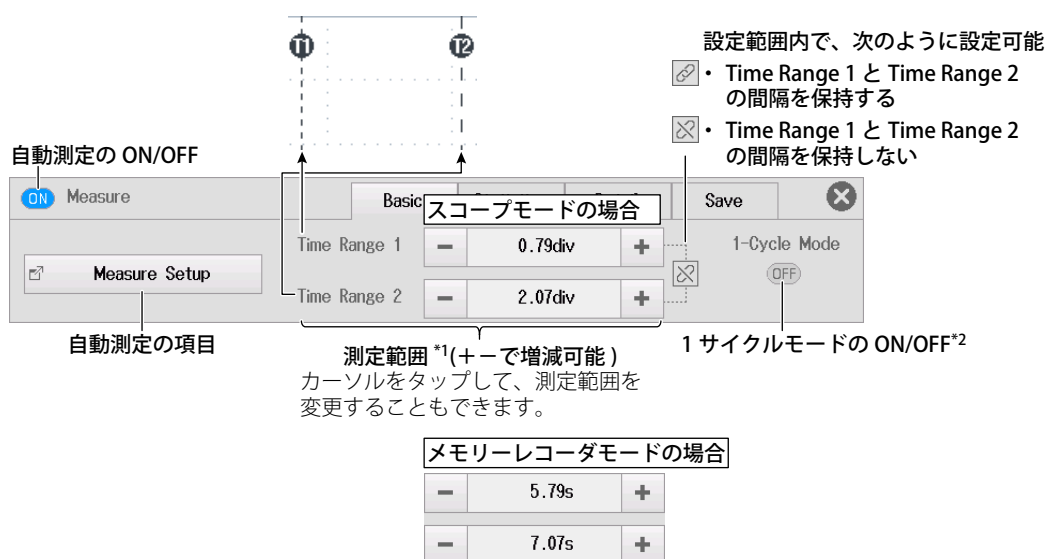 T1
T2
設定範囲内で、次のように設定可能
・ Time Range 1 と Time Range 2
の間隔を保持する
・ Time Range 1 と Time Range 2
の間隔を保持しない
自動測定の ON/OFF
ON Measure
Basic
Save
スコープモードの場合
Time Range 1
− 0.79div +
1-Cycle Mode
OFF
Measure Setup
Time Range 2
− 2.07div +
自動測定の項目
測定範囲 *1(+−で増減可能 )
カーソルをタップして、測定範囲を
変更することもできます。
1 サイクルモードの ON/OFF*2
メモリーレコーダモードの場合
− 5.79s +
− 7.07s +